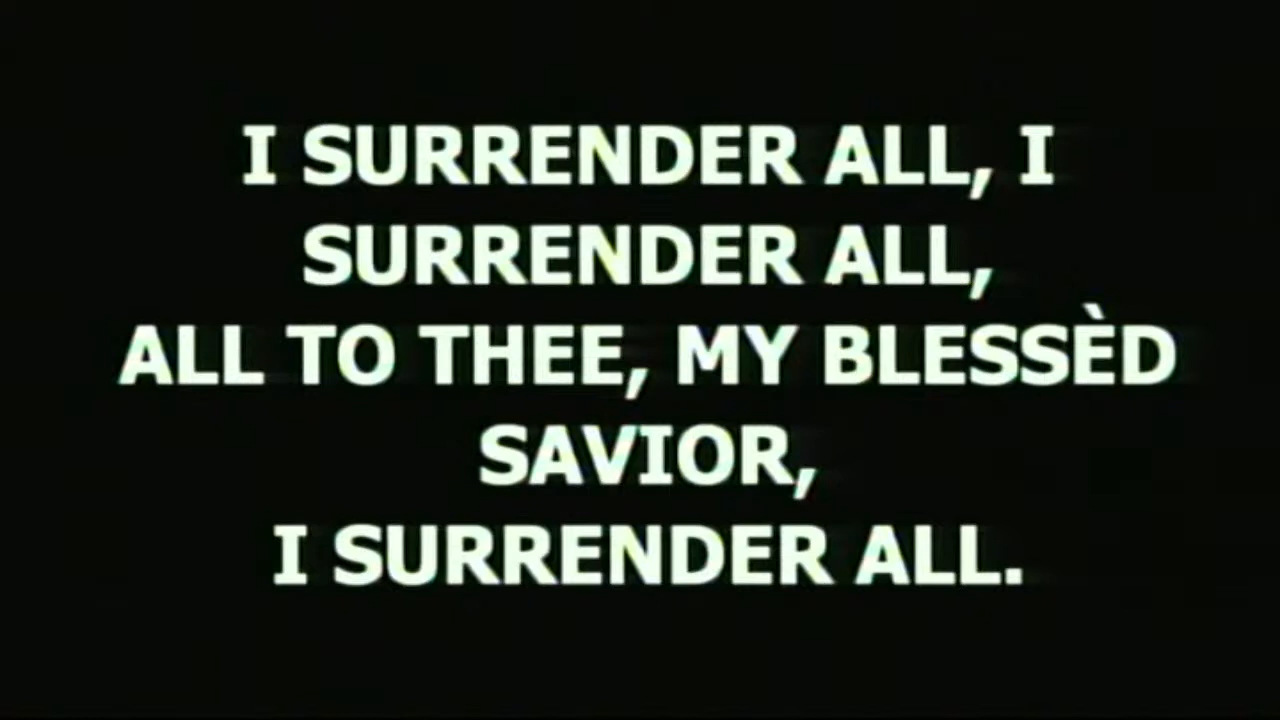 I SURRENDER ALL, I
SURRENDER ALL,
ALL TO THEE, MY BLESSÈD
SAVIOR,
I SURRENDER ALL.